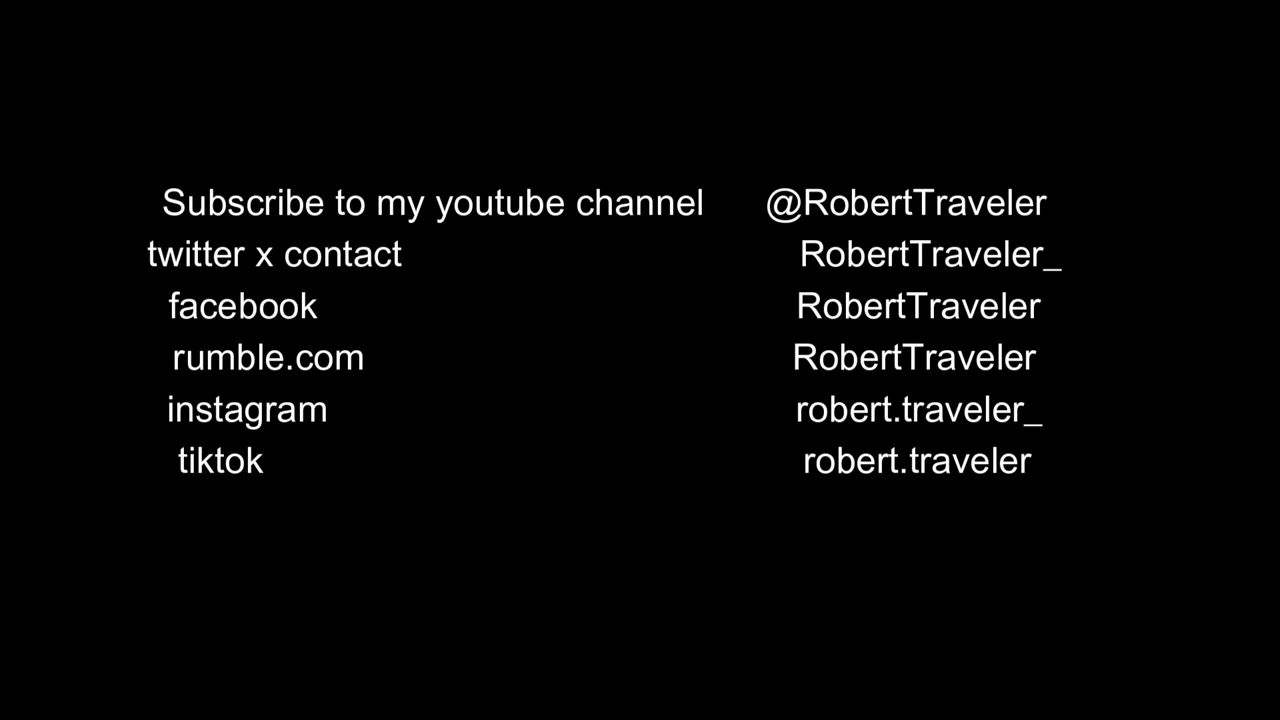 Subscribe to my youtube channel @RobertTraveler
twitter x contact RobertTraveler_
facebook RobertTraveler
rumble.com RobertTraveler
instagram robert.traveler_
tiktok robert.traveler